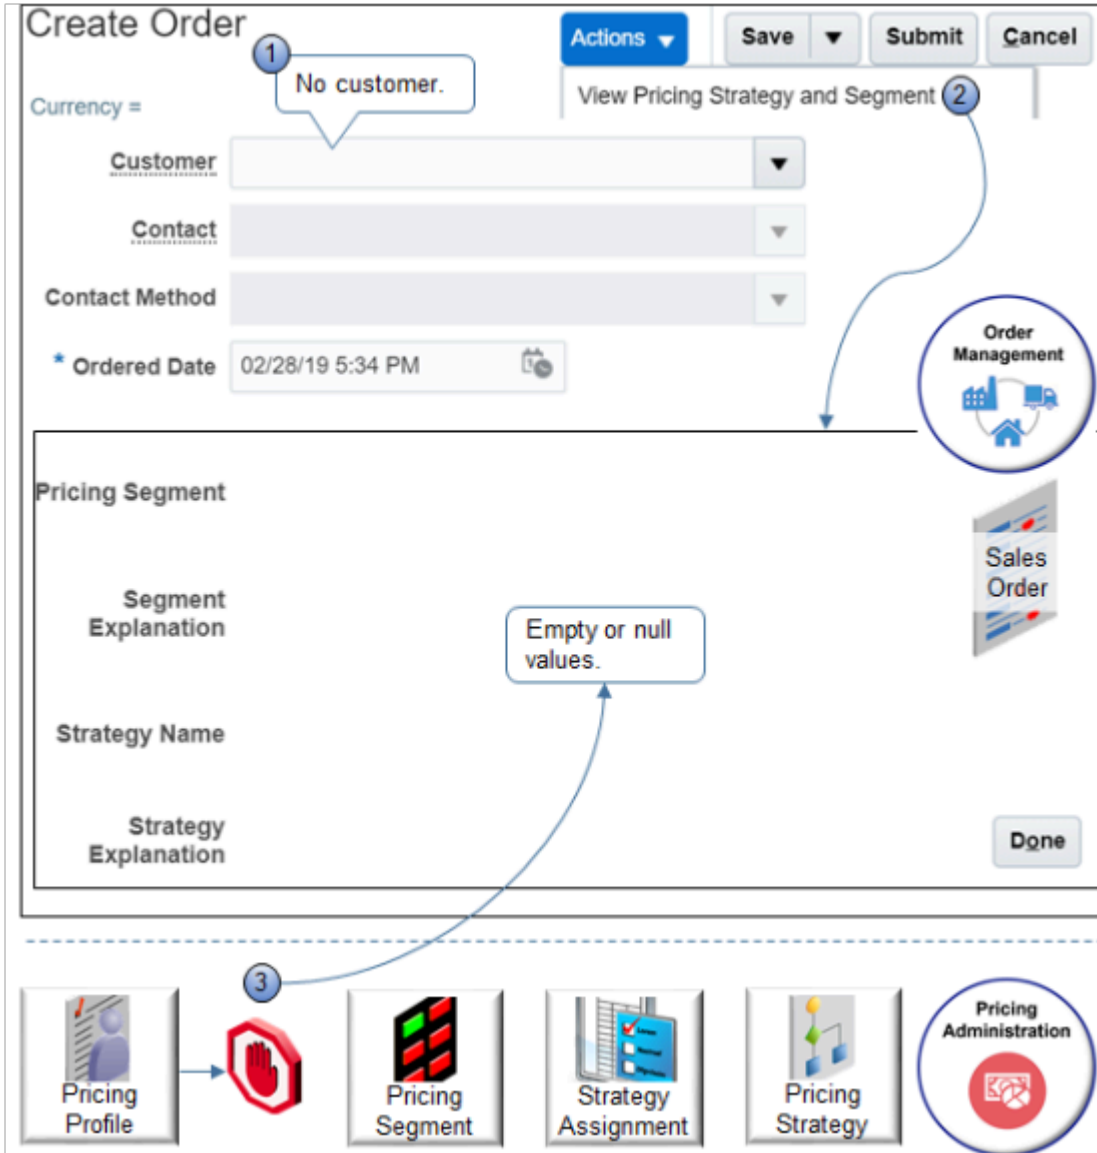 Create Order
1
No customer.
Actions
Save
Submit
Cancel
View Pricing Strategy and Segment 2
Currency =
Customer
Contact
Contact Method
* Ordered Date 02/28/19 5:34 PM
Order
Management
Pricing Segment
Sales
Order
Segment
Explanation
Empty or null
values.
Strategy Name
Strategy
Explanation
Done
3
Pricing
Profile
Pricing
Segment
Strategy
Assignment
Pricing
Strategy
Pricing
Administration